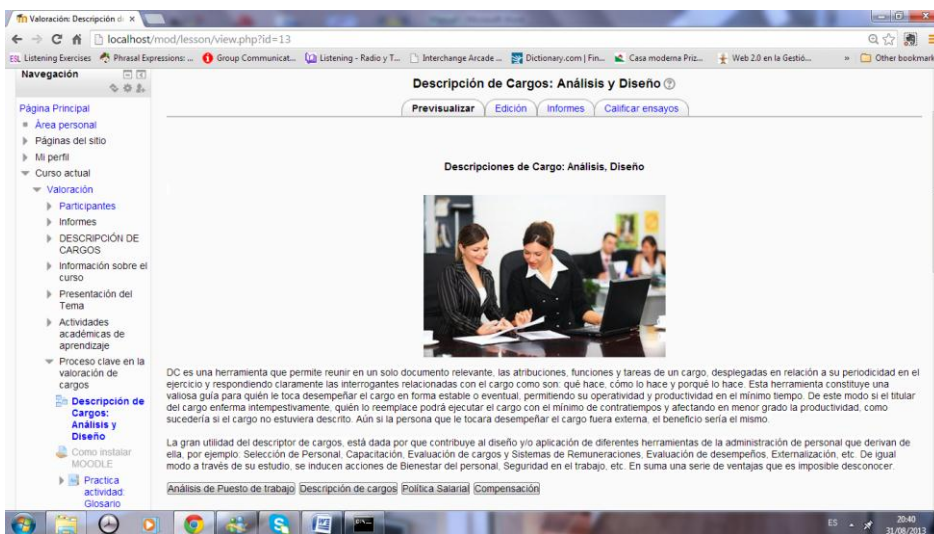 Valoración: Descripción d
localhost/mod/lesson/view.php?id=13
ESL Listening Exercises
Phrasal Expressions: ...
Group Communicat...
Listening - Radio y T...
Interchange Arcade ...
Dictionary.com | Fin...
Casa moderna Priz...
Web 2.0 en la Gestió...
»
Other bookmark
Navegación
Página Principal
Área personal
Páginas del sitio
Mi perfil
Curso actual
Valoración
Participantes
Informes
DESCRIPCIÓN DE
CARGOS
Información sobre el
curso
Presentación del
Tema
Actividades
académicas de
aprendizaje
Proceso clave en la
valoración de
cargos
Descripción de
Cargos:
Análisis y
Diseño
Como instalar
MOODLE
Practica
actividad:
Glosario
Descripción de Cargos: Análisis y Diseño
Previsualizar Edición Informes Calificar ensayos
Descripciones de Cargo: Análisis, Diseño
DC es una herramienta que permite reunir en un solo documento relevante, las atribuciones, funciones y tareas de un cargo, desplegadas en relación a su periodicidad en el
ejercicio y respondiendo claramente las interrogantes relacionadas con el cargo como son: qué hace, cómo lo hace y porqué lo hace. Esta herramienta constituye una
valiosa guía para quién le toca desempeñar el cargo en forma estable o eventual, permitiendo su operatividad y productividad en el mínimo tiempo. De este modo si el titular
del cargo enferma intempestivamente, quién lo reemplace podrá ejecutar el cargo con el mínimo de contratiempos y afectando en menor grado la productividad, como
sucedería si el cargo no estuviera descrito. Aún si la persona que le tocara desempeñar el cargo fuera externa, el beneficio sería el mismo.
La gran utilidad del descriptor de cargos, está dada por que contribuye al diseño y/o aplicación de diferentes herramientas de la administración de personal que derivan de
ella, por ejemplo: Selección de Personal, Capacitación, Evaluación de cargos y Sistemas de Remuneraciones, Evaluación de desempeños, Externalización, etc. De igual
modo a través de su estudio, se inducen acciones de Bienestar del personal, Seguridad en el trabajo, etc. En suma una serie de ventajas que es imposible desconocer.
Análisis de Puesto de trabajo Descripción de cargos Política Salarial Compensación
ES
20:40
31/08/2013